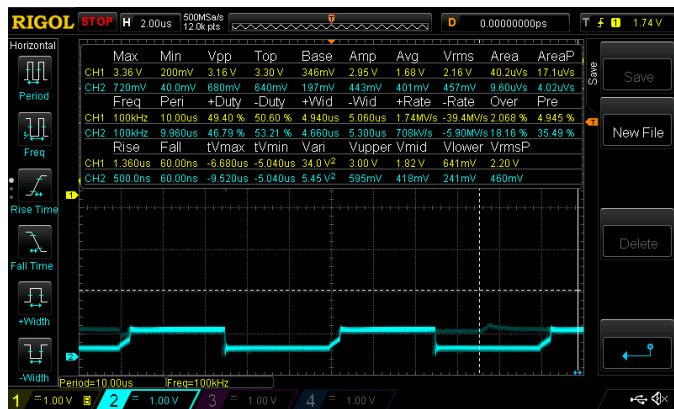 RIGOL STOP H 2.00us 500MSa/s 12.0k pts D 0.00000000ps T 1 1.74 V
Horizontal
Period
Freq
Rise Time
Fall Time
+Width
-Width
Max Min Vpp Top Base Amp Avg Vrms Area AreaP
CH1 3.36 V 200mV 3.16 V 3.30 V 346mV 2.95 V 1.68 V 2.16 V 40.2uVs 17.1uVs
CH2 720mV 40.0mV 680mV 640mV 197mV 443mV 401mV 457mV 9.60uVs 4.02uVs
Freq Peri +Duty -Duty +Wid -Wid +Rate -Rate Over Pre
CH1 100kHz 10.00us 49.40 % 50.60 % 4.940us 5.060us 1.74MV/s -39.4MV/s 2.068 % 4.945 %
CH2 100kHz 9.960us 46.79 % 53.21 % 4.660us 5.300us 708kV/s -5.90MV/s 18.16 % 35.49 %
Rise Fall tVmax tVmin Vari Vupper Vmid Vlower VrmsP
CH1 1.360us 60.00ns -6.680us -5.040us 34.0 V² 3.00 V 1.82 V 641mV 2.20 V
CH2 500.0ns 60.00ns -9.520us -5.040us 5.45 V² 595mV 418mV 241mV 460mV
1
T
2
Period=10.00us Freq=100kHz
1 1.00 V B 2 1.00 V 3 1.00 V 4 1.00 V
Save
Save
New File
Delete